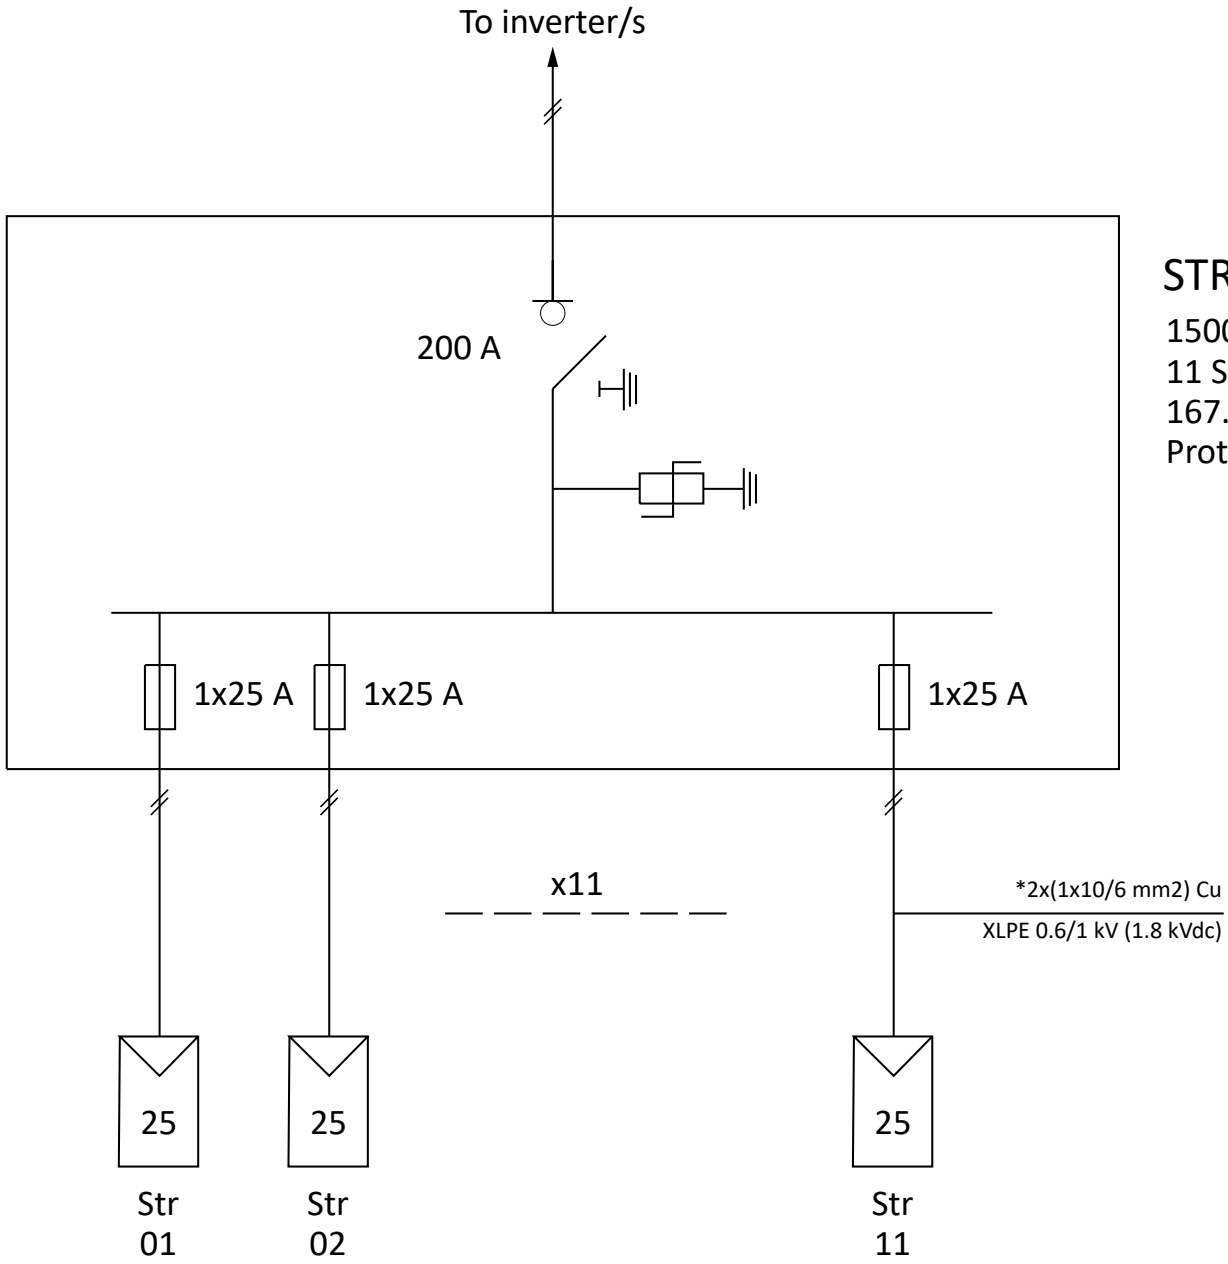 To inverter/s
STR
1500
11 S
167.
Prot
200 A
1x25 A
1x25 A
1x25 A
x11
*2x(1x10/6 mm2) Cu
XLPE 0.6/1 kV (1.8 kVdc)
25
25
25
Str
01
Str
02
Str
11